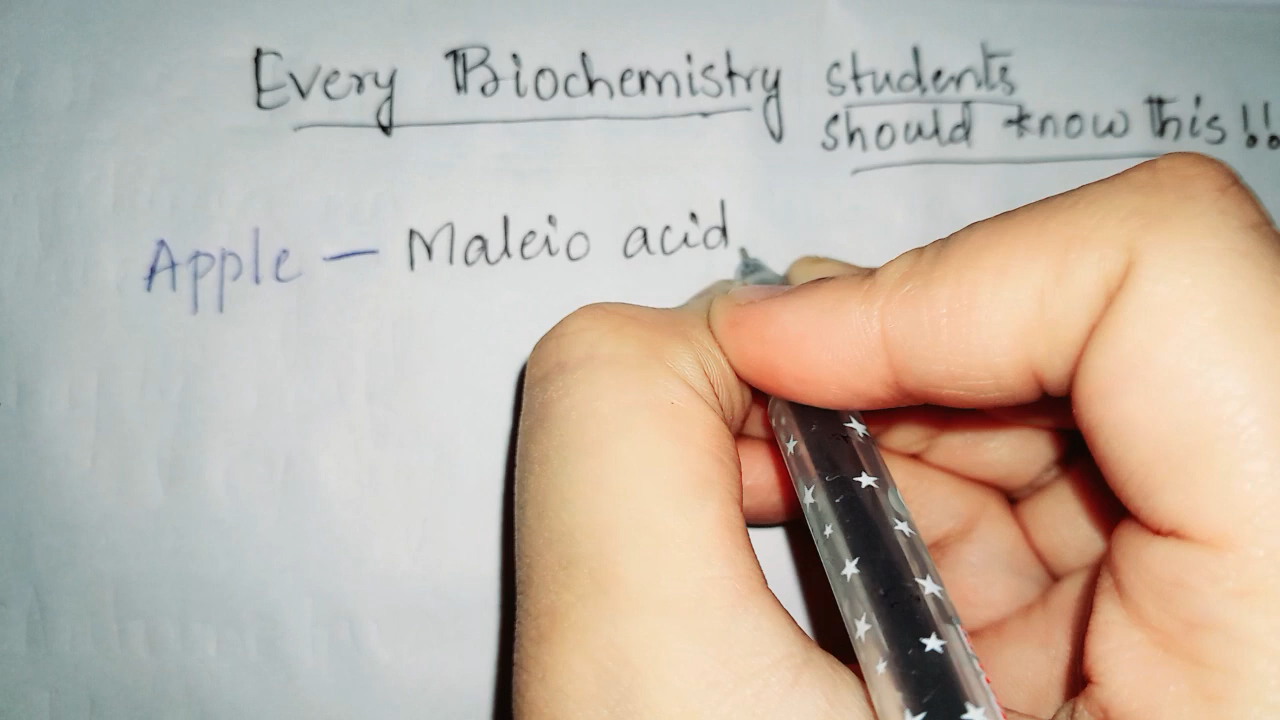 Every Biochemistry students
should know this!!
Apple — Maleio acid